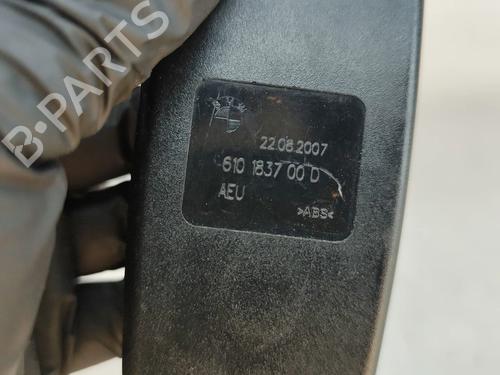 B-PARTS
22.08.2007
610 1837 00 D
AEU
>ABS<